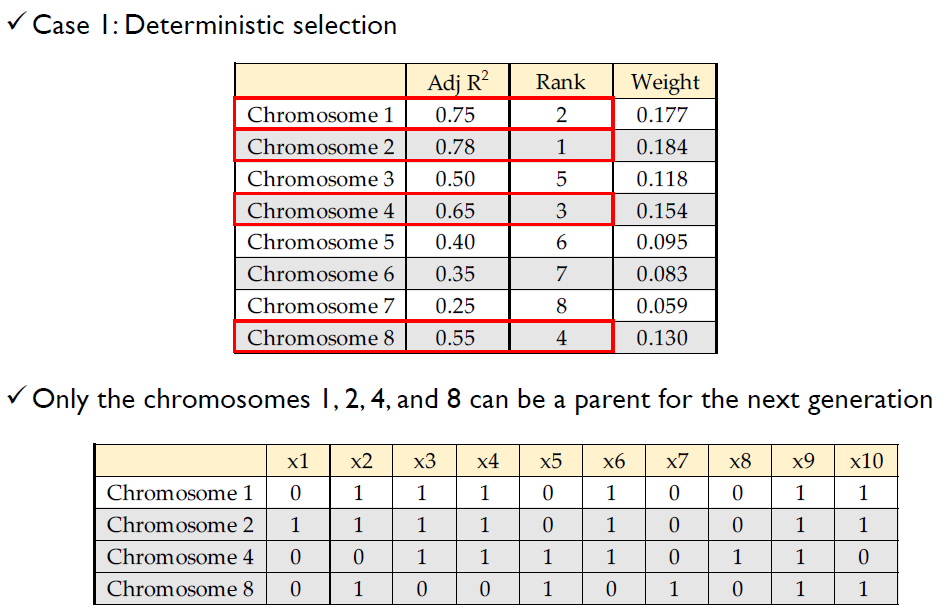 ✓ Case 1: Deterministic selection
Adj R² Rank Weight
Chromosome 1 0.75 2 0.177
Chromosome 2 0.78 1 0.184
Chromosome 3 0.50 5 0.118
Chromosome 4 0.65 3 0.154
Chromosome 5 0.40 6 0.095
Chromosome 6 0.35 7 0.083
Chromosome 7 0.25 8 0.059
Chromosome 8 0.55 4 0.130
✓ Only the chromosomes 1, 2, 4, and 8 can be a parent for the next generation
x1 x2 x3 x4 x5 x6 x7 x8 x9 x10
Chromosome 1 0 1 1 1 0 1 0 0 1 1
Chromosome 2 1 1 1 1 0 1 0 0 1 1
Chromosome 4 0 0 1 1 1 1 0 1 1 0
Chromosome 8 0 1 0 0 1 0 1 0 1 1